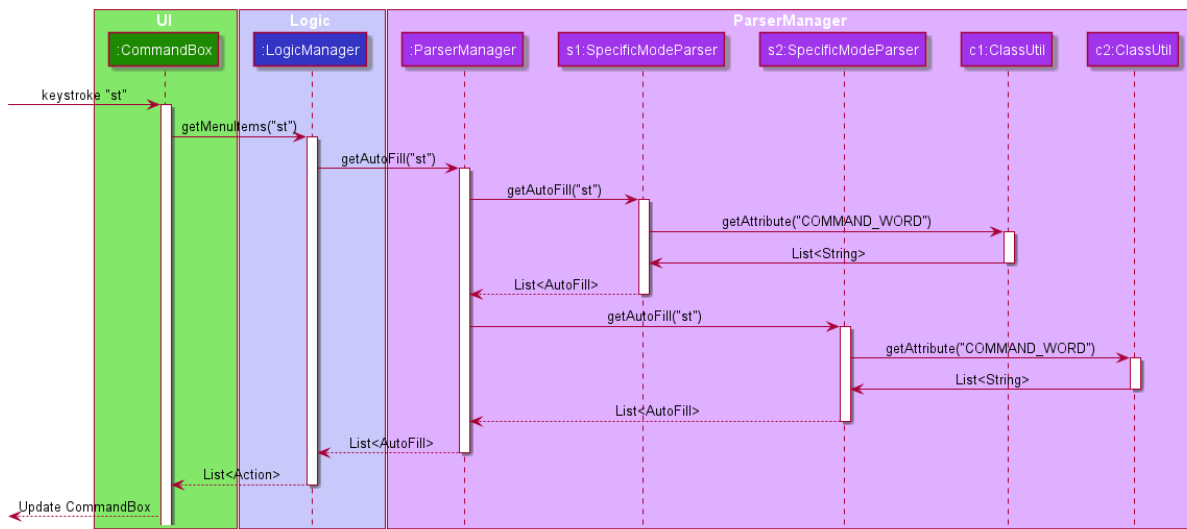 UI
Logic
ParserManager
:CommandBox
:LogicManager
:ParserManager
s1:SpecificModeParser
s2:SpecificModeParser
c1:ClassUtil
c2:ClassUtil
keystroke "st"
getMenuItems("st")
getAutoFill("st")
getAutoFill("st")
getAttribute("COMMAND_WORD")
List<String>
List<AutoFill>
getAutoFill("st")
getAttribute("COMMAND_WORD")
List<String>
List<AutoFill>
List<AutoFill>
List<Action>
Update CommandBox